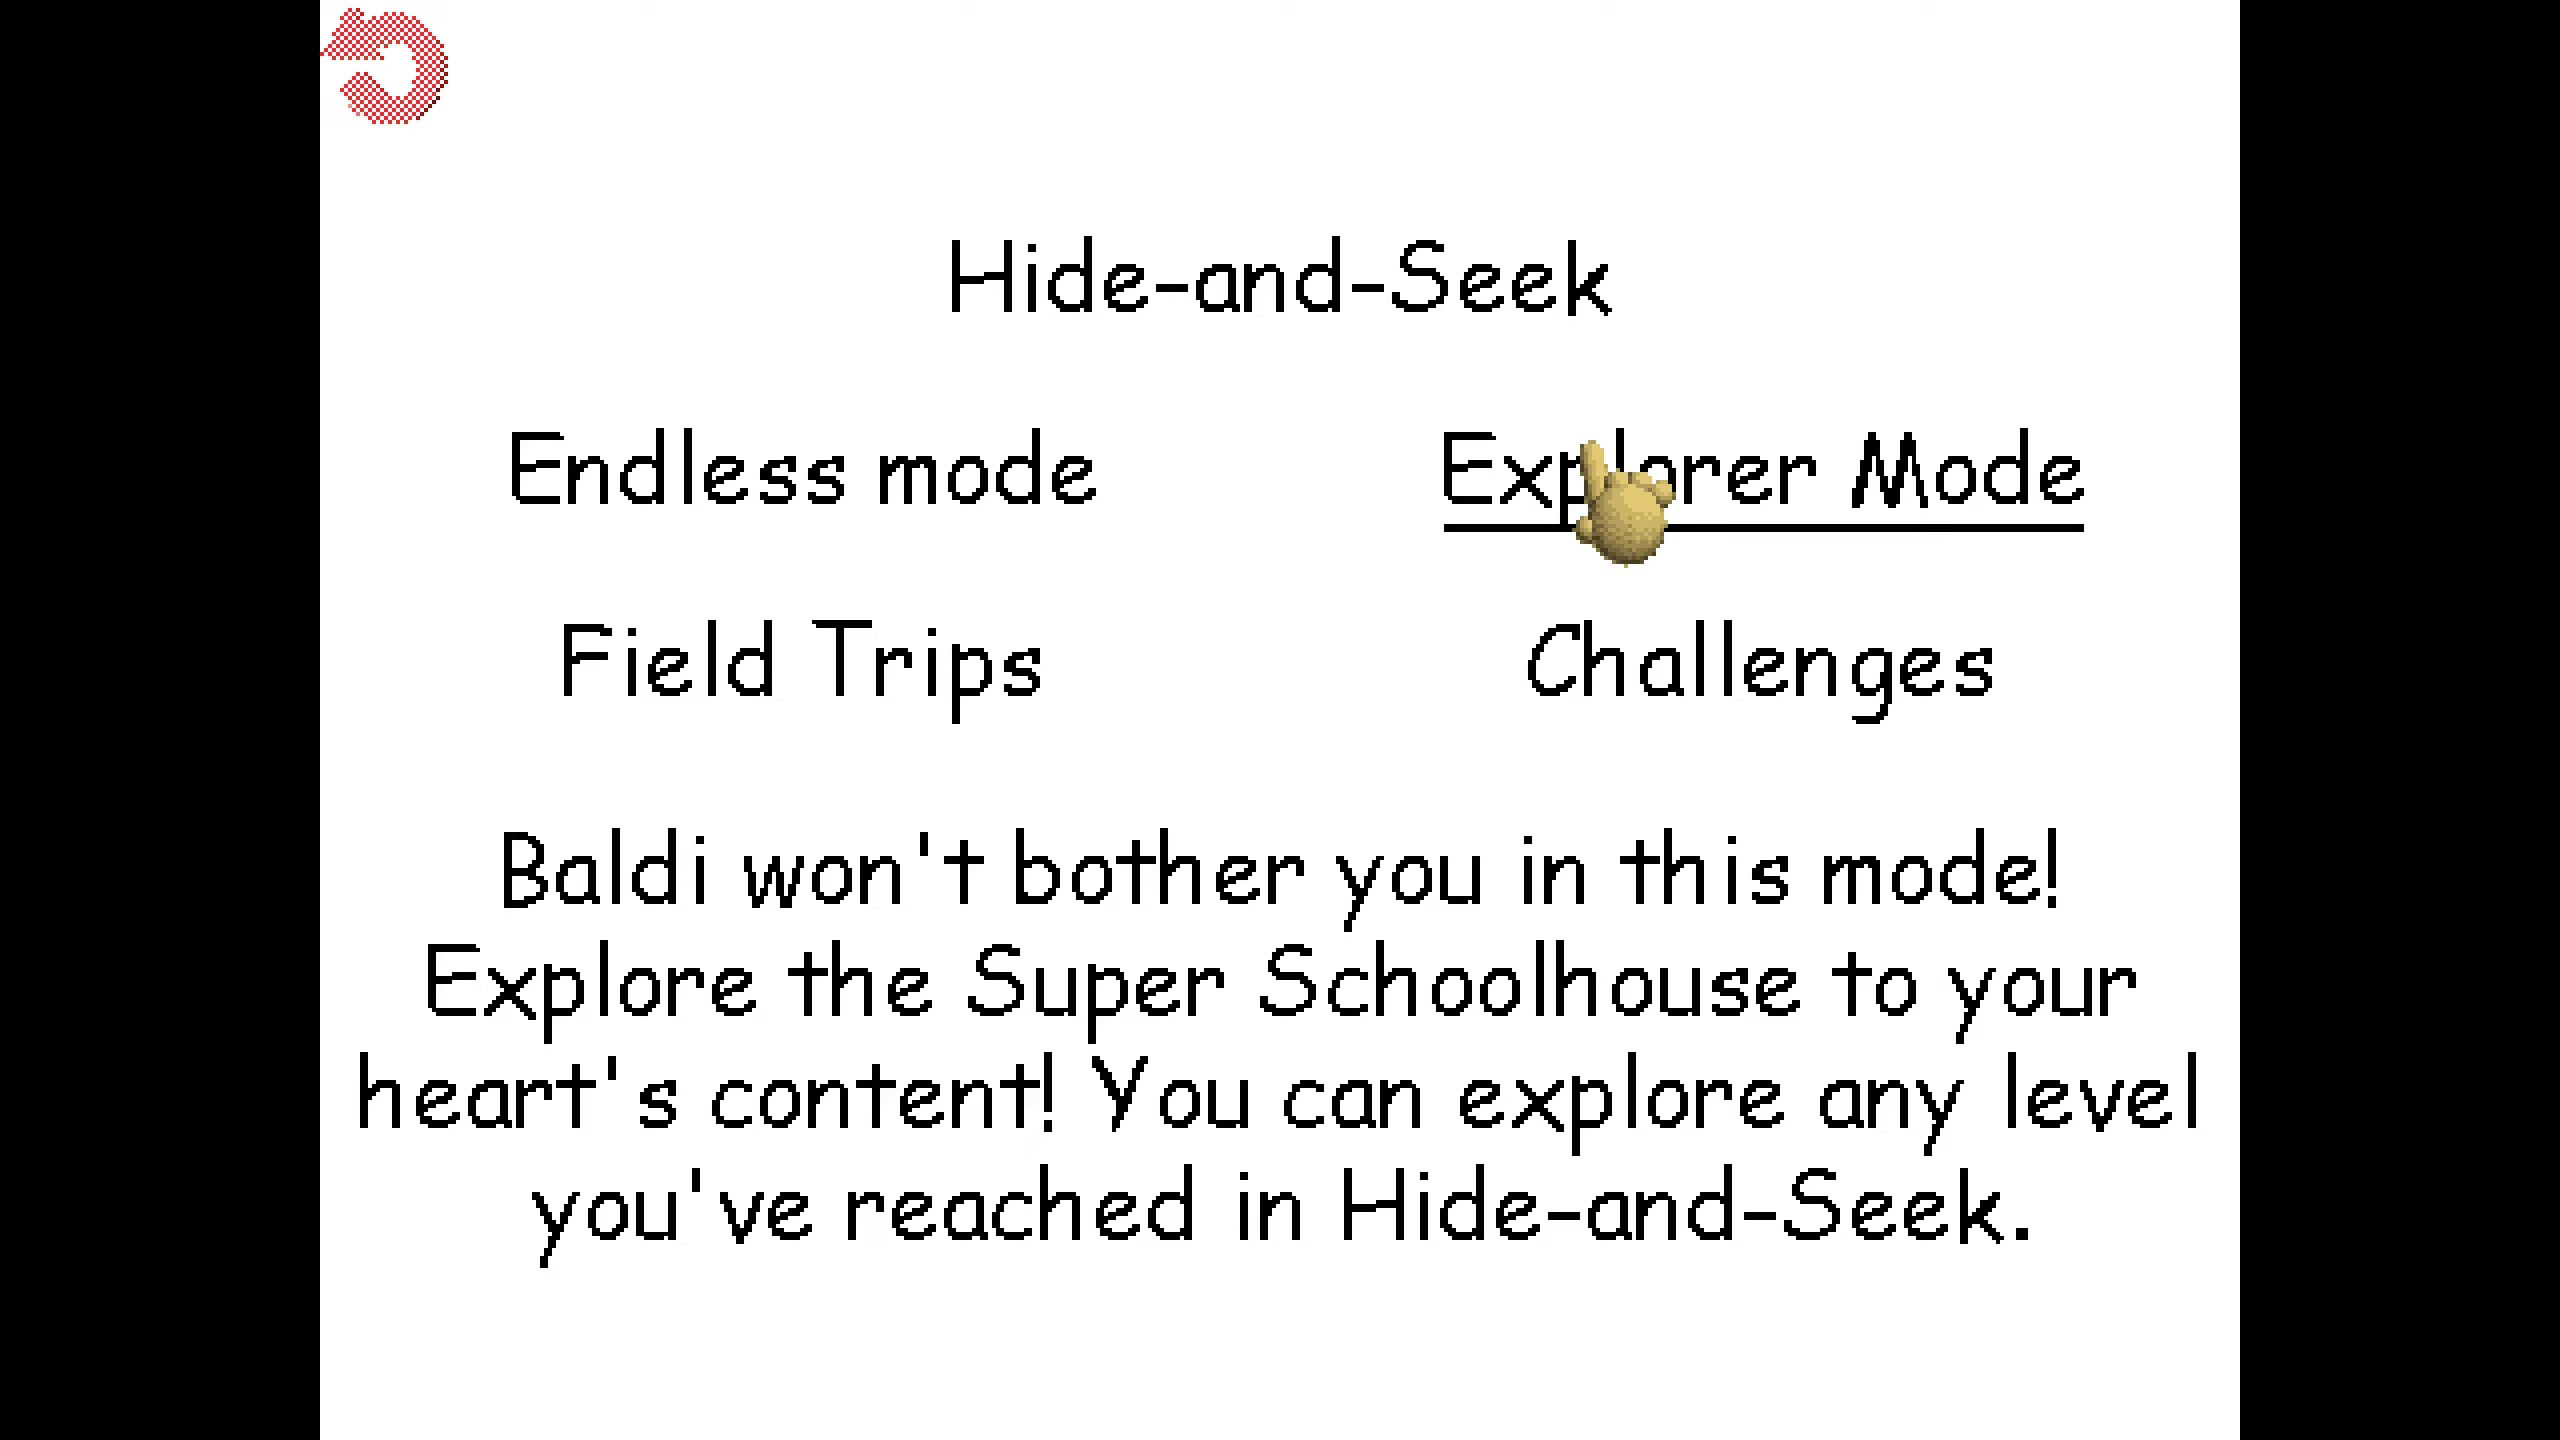 Hide-and-Seek
Endless mode
Explorer Mode
Field Trips
Challenges
Baldi won't bother you in this mode!
Explore the Super Schoolhouse to your
heart's content! You can explore any level
you've reached in Hide-and-Seek.